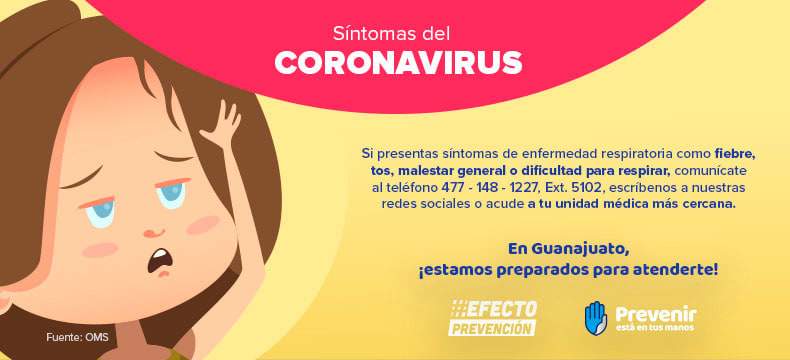 Síntomas del
CORONAVIRUS
Si presentas síntomas de enfermedad respiratoria como fiebre,
tos, malestar general o dificultad para respirar, comunícate
al teléfono 477 - 148 - 1227, Ext. 5102, escríbenos a nuestras
redes sociales o acude a tu unidad médica más cercana.
En Guanajuato,
¡estamos preparados para atenderte!
#EFECTO
PREVENCIÓN
Prevenir
está en tus manos
Fuente: OMS